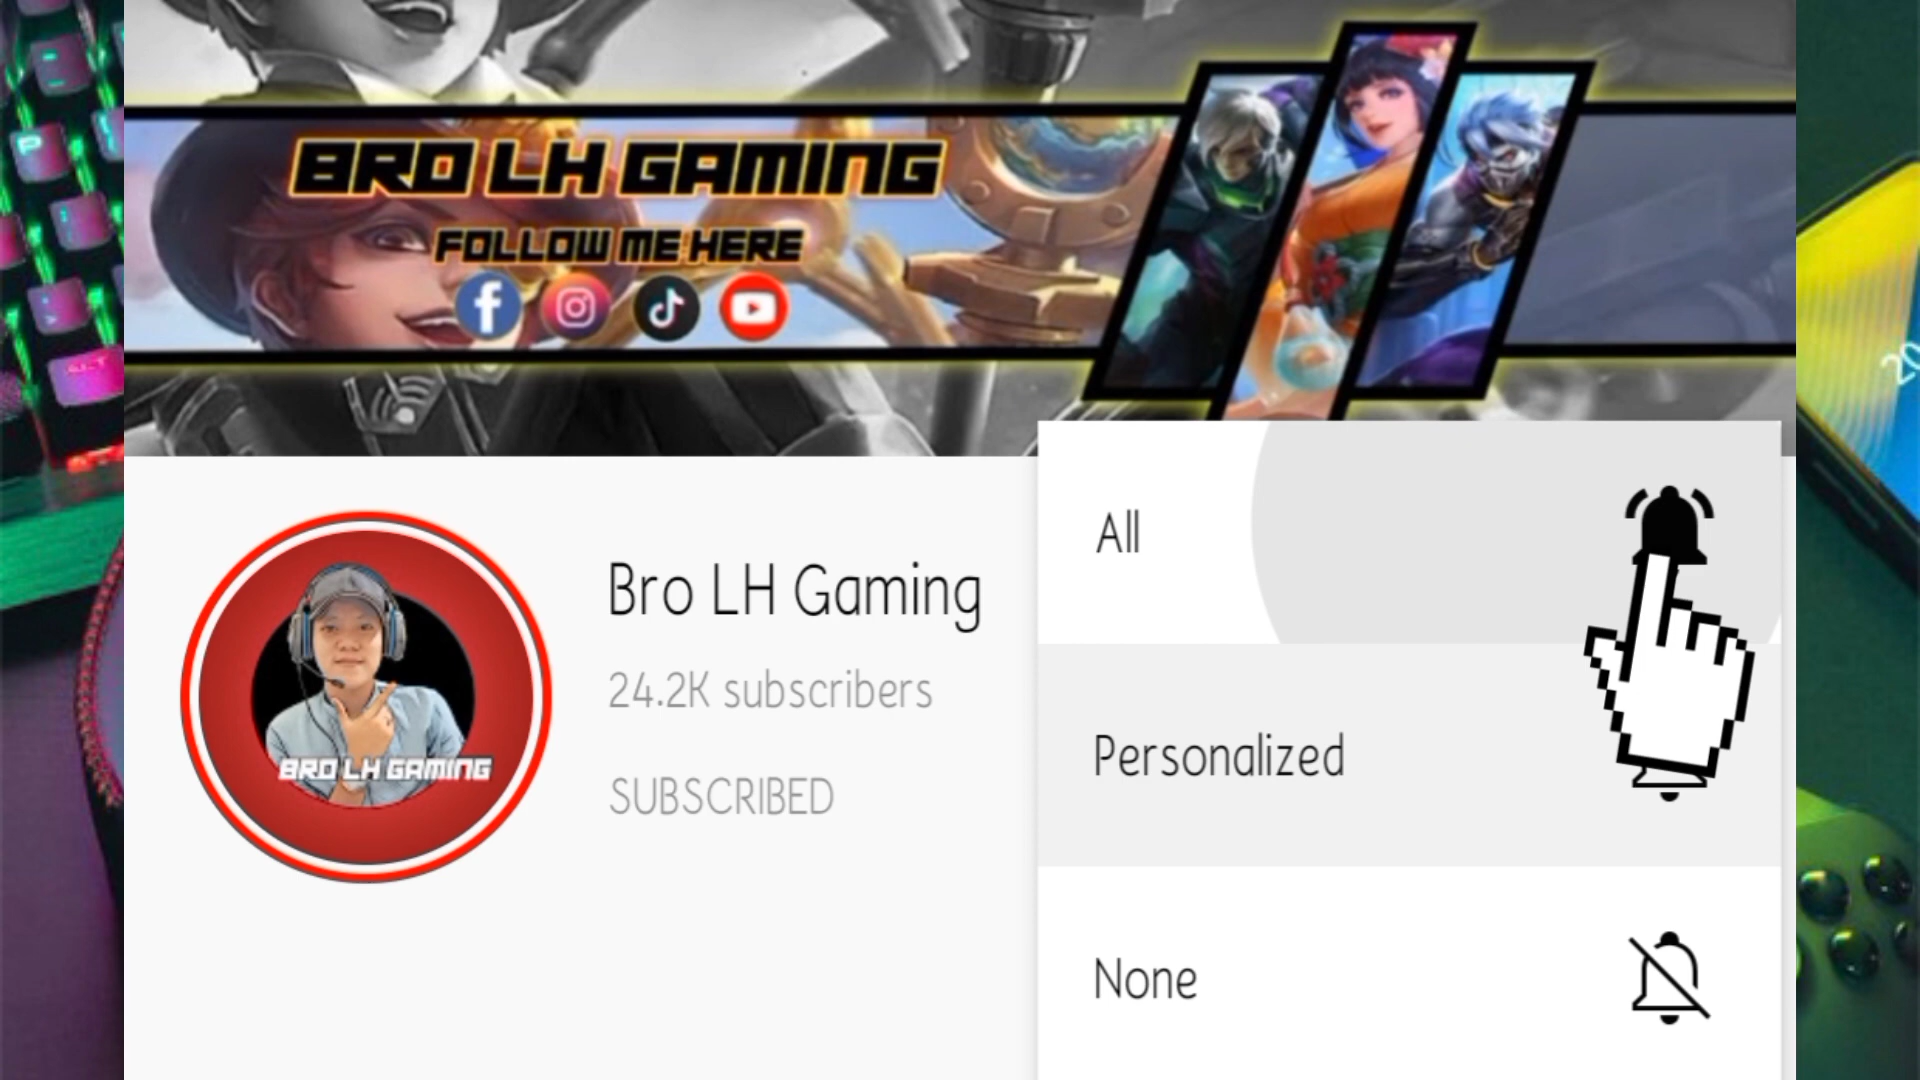 BRO LH GAMING
FOLLOW ME HERE
Bro LH Gaming
24.2K subscribers
SUBSCRIBED
BRO LH GAMING
All
Personalized
None
P
20